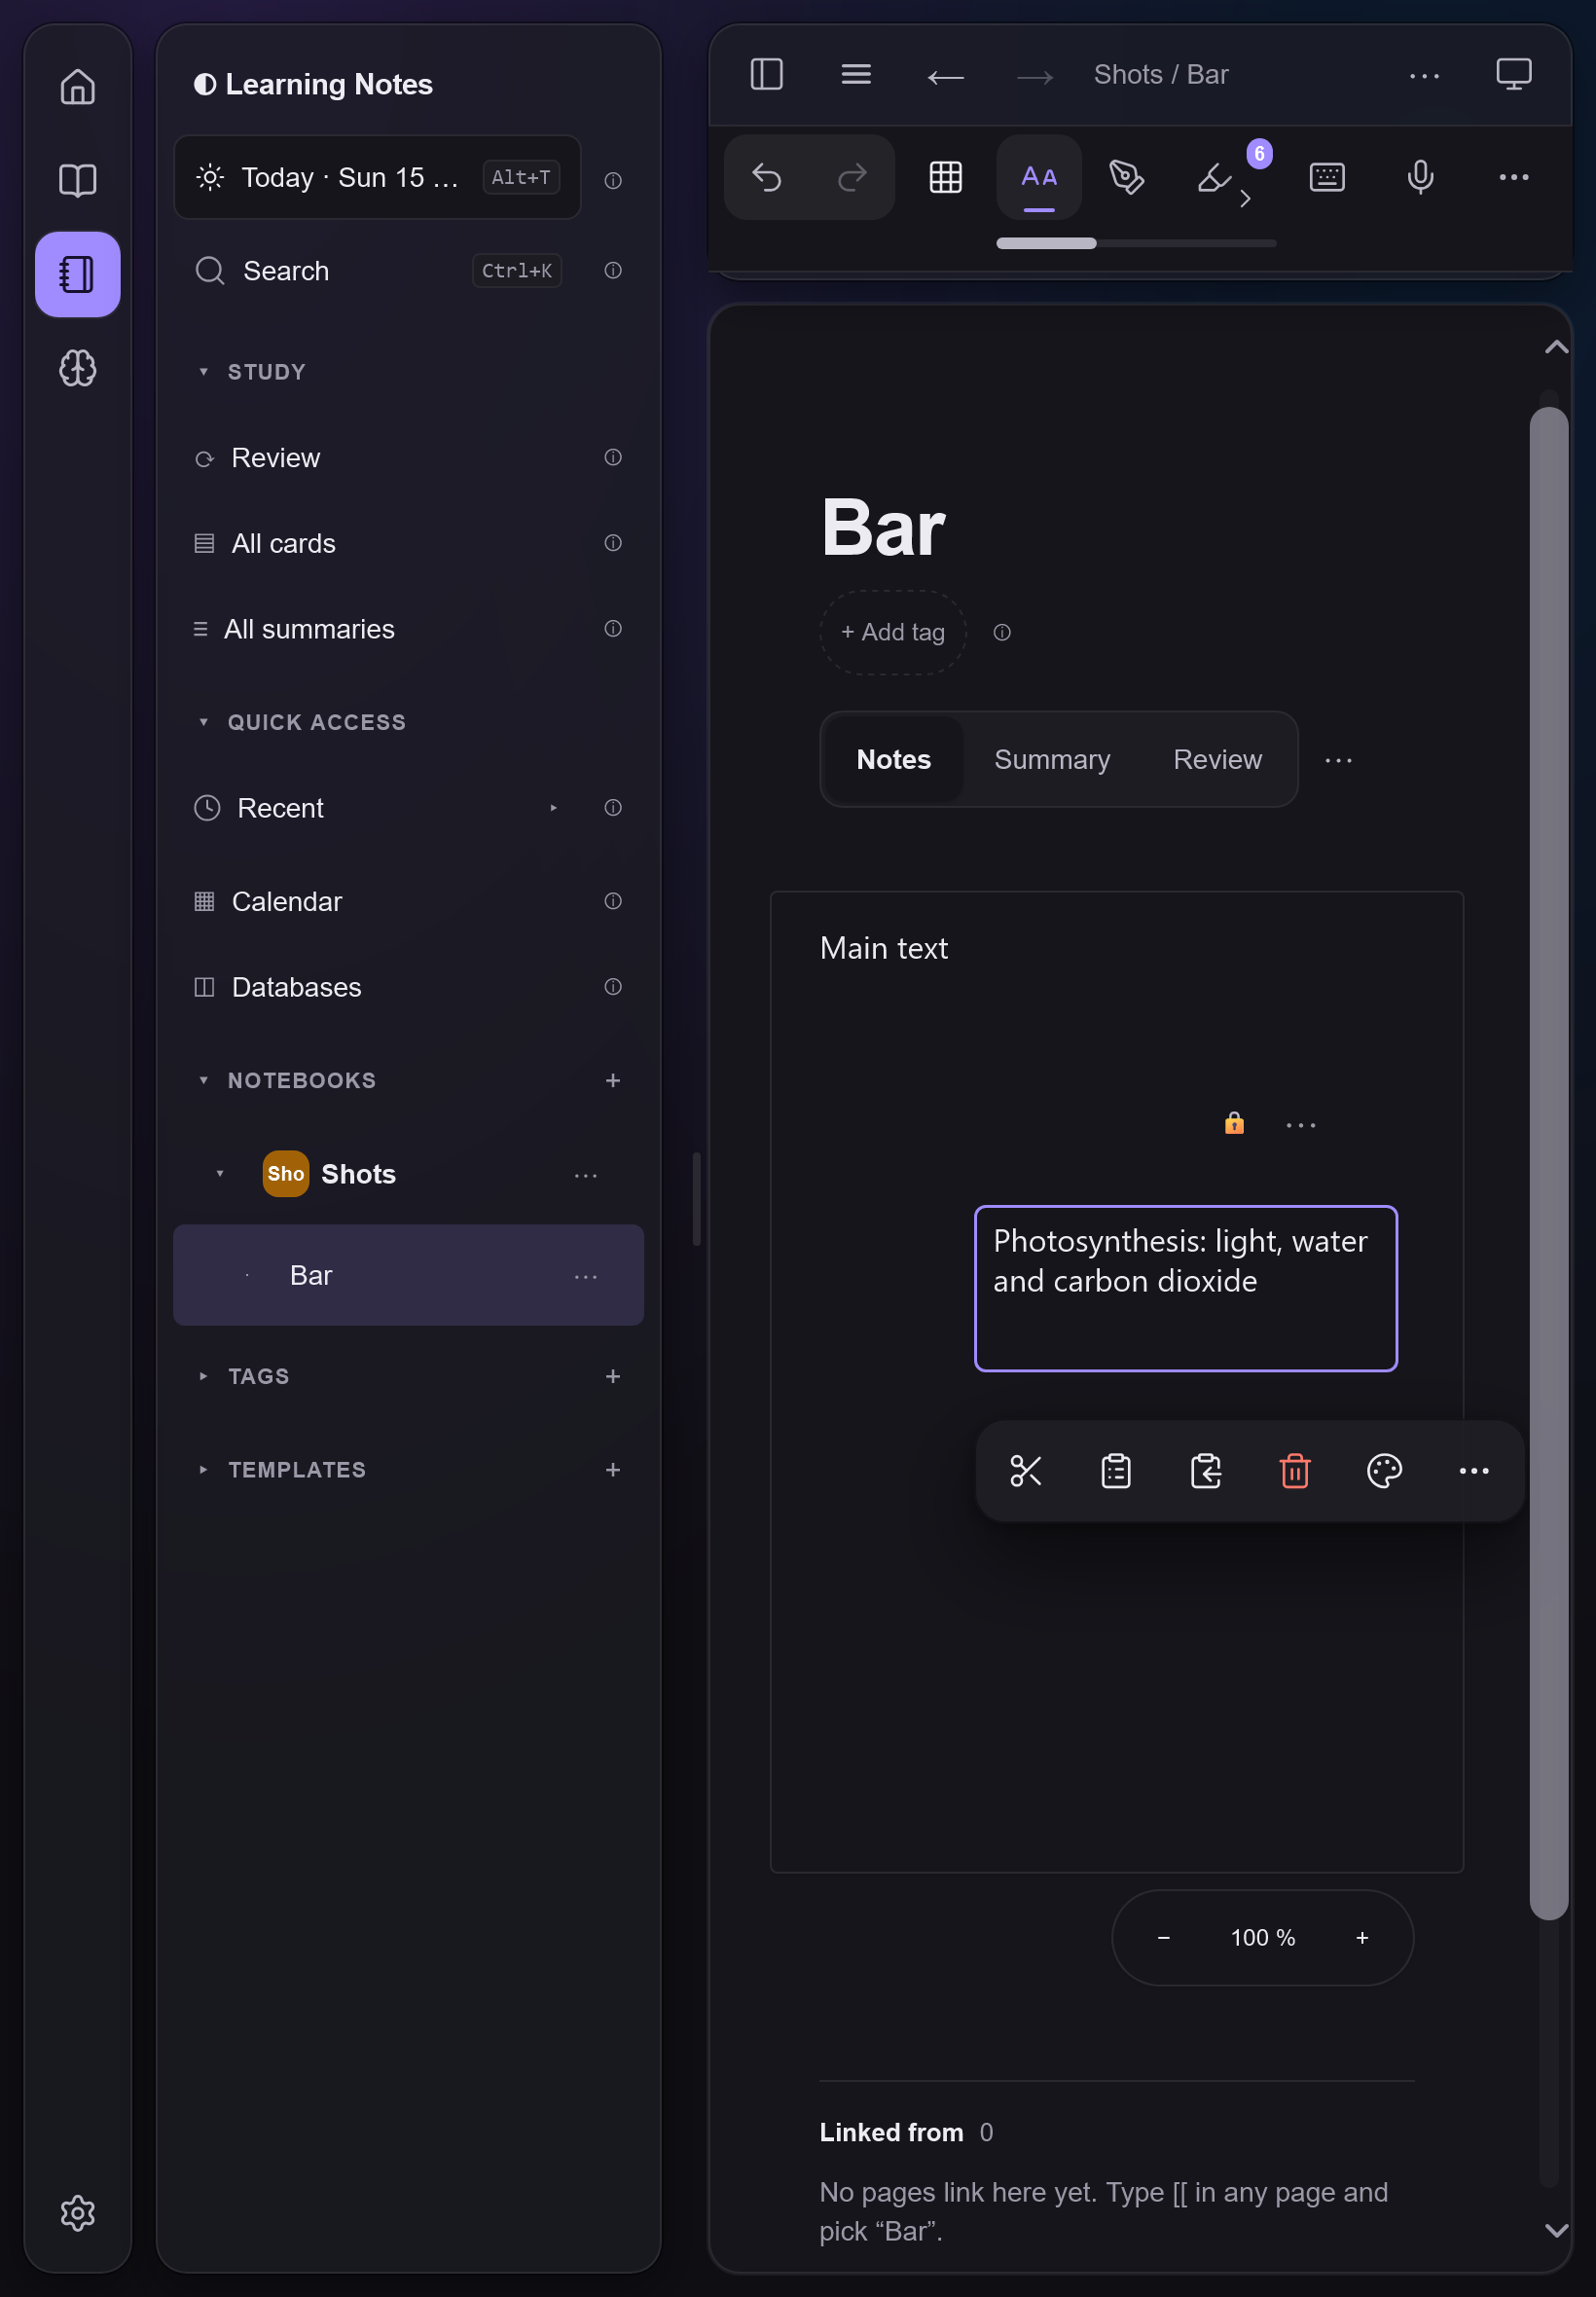 Learning Notes
Today · Sun 15 … Alt+T
Search Ctrl+K
STUDY
Review
All cards
All summaries
QUICK ACCESS
Recent
Calendar
Databases
NOTEBOOKS
Sho Shots
Bar
TAGS
TEMPLATES
Shots / Bar
AA
6
Bar
+ Add tag
Notes Summary Review
Main text
Photosynthesis: light, water
and carbon dioxide
− 100 % +
Linked from 0
No pages link here yet. Type [[ in any page and
pick “Bar”.